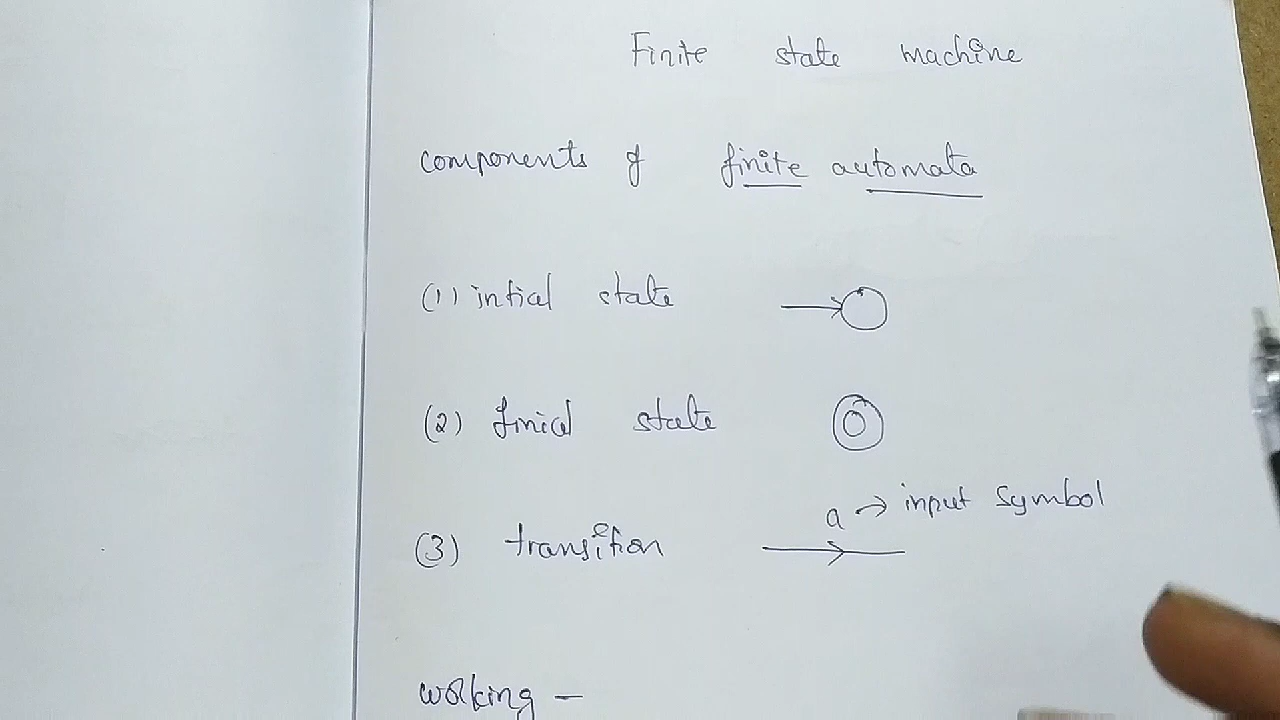 Finite state machine
components of finite automata
(1) intial state
(2) finial state
a → input symbol
(3) transition
working –